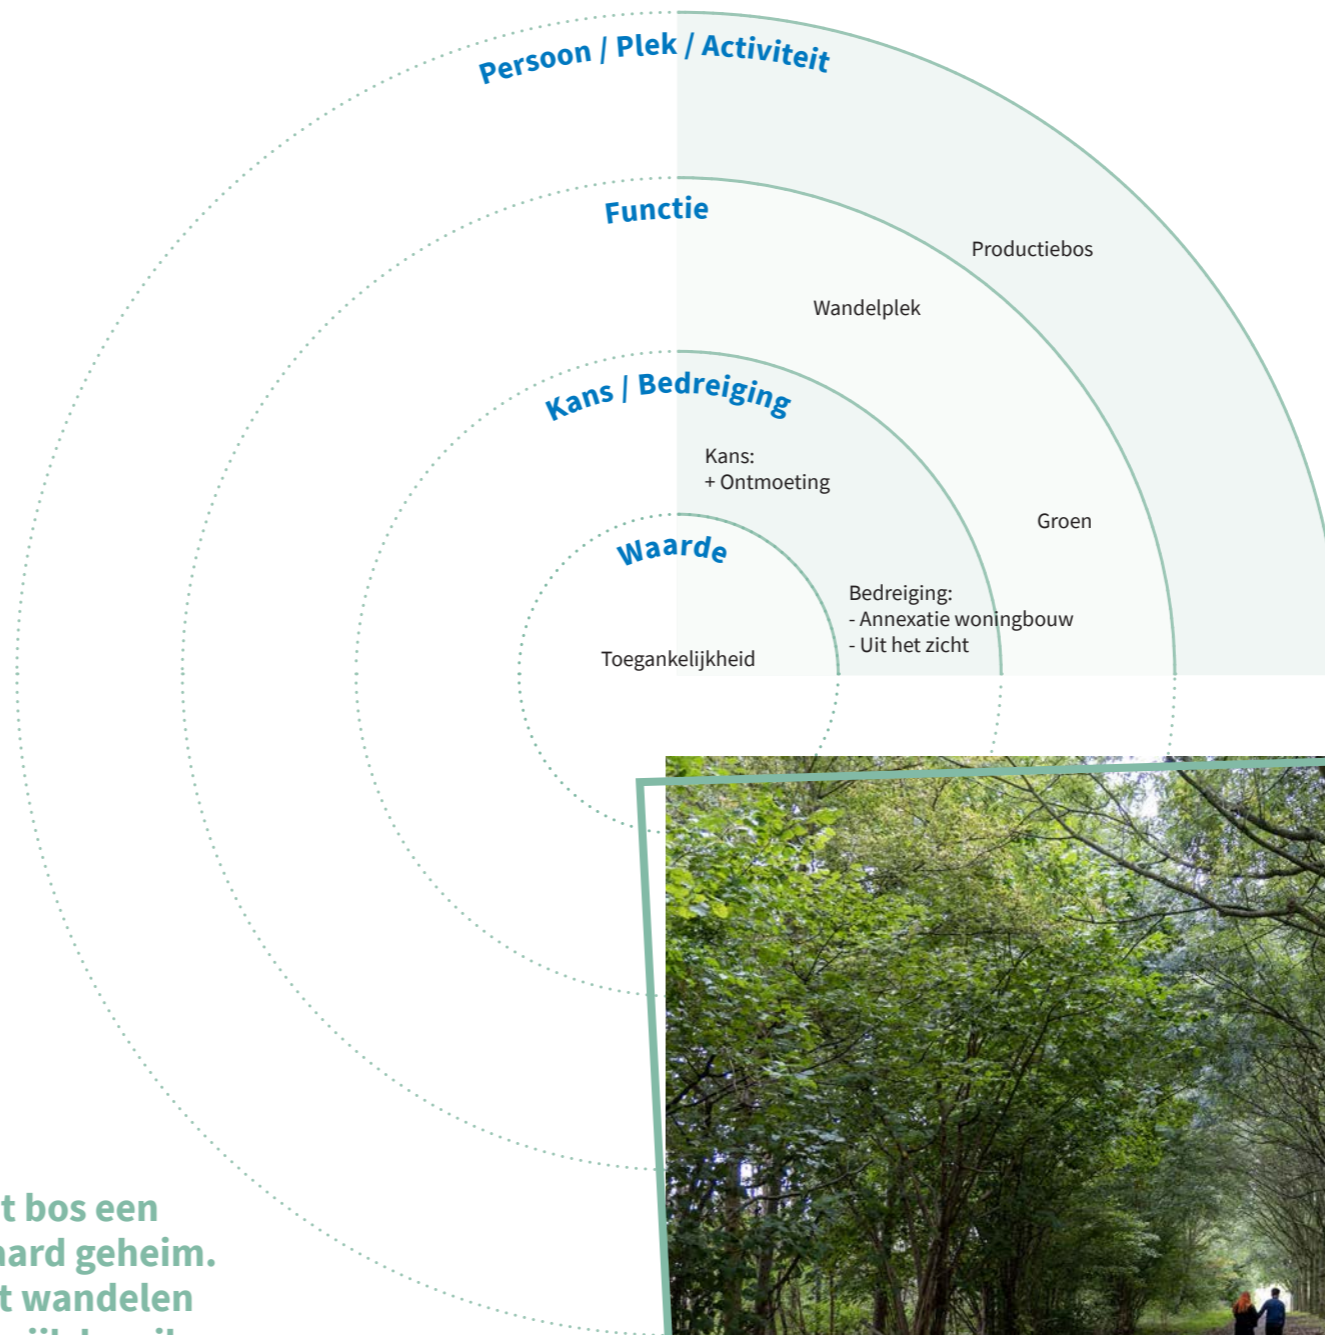 Persoon / Plek / Activiteit
Functie
Productiebos
Wandelplek
Kans / Bedreiging
Kans:
+ Ontmoeting
Groen
Waarde
Bedreiging:
- Annexatie woningbouw
- Uit het zicht
Toegankelijkheid
t bos een
ard geheim.
t wandelen